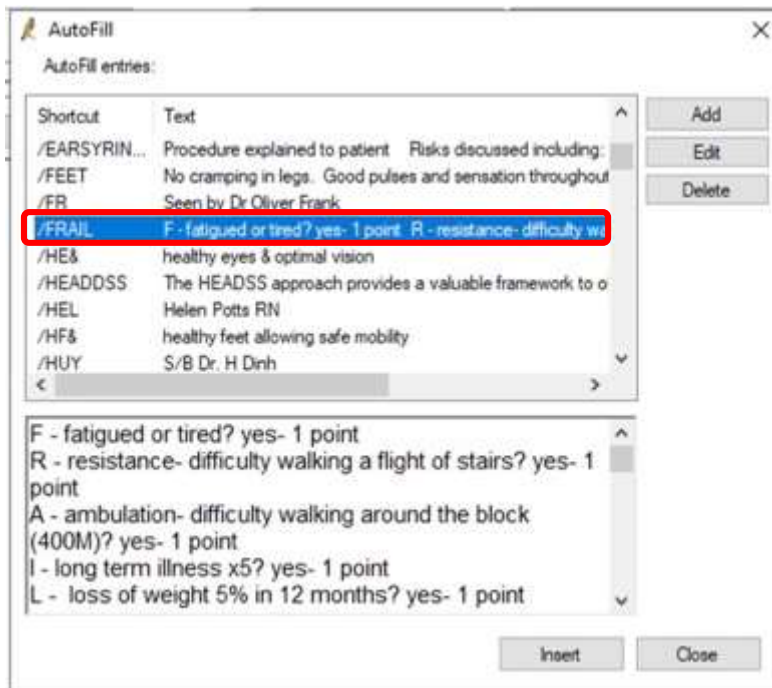 AutoFill
AutoFill entries:
Shortcut Text
/EARSYRIN... Procedure explained to patient Risks discussed including:
/FEET No cramping in legs. Good pulses and sensation throughout
/FR Seen by Dr Oliver Frank
/FRAIL F - fatigued or tired? yes- 1 point R - resistance- difficulty wa
/HE& healthy eyes & optimal vision
/HEADDSS The HEADSS approach provides a valuable framework to o
/HEL Helen Potts RN
/HF& healthy feet allowing safe mobility
/HUY S/B Dr. H Dinh
Add
Edit
Delete
F - fatigued or tired? yes- 1 point
R - resistance- difficulty walking a flight of stairs? yes- 1
point
A - ambulation- difficulty walking around the block
(400M)? yes- 1 point
I - long term illness x5? yes- 1 point
L - loss of weight 5% in 12 months? yes- 1 point
Insert Close